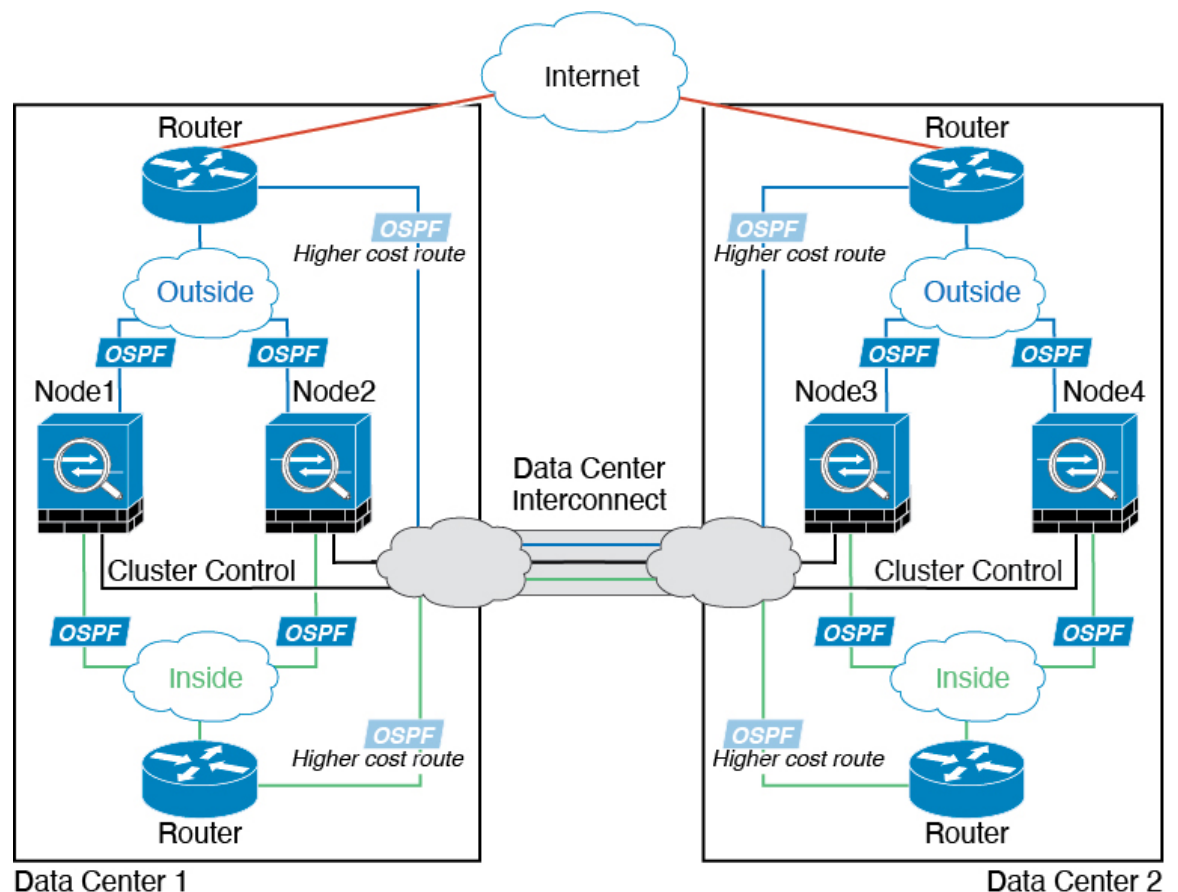 Internet
Router
Router
OSPF
Higher cost route
OSPF
Higher cost route
Outside
Outside
OSPF
OSPF
OSPF
OSPF
Node1
Node2
Node3
Node4
Data Center
Interconnect
Cluster Control
Cluster Control
OSPF
OSPF
OSPF
OSPF
Inside
Inside
OSPF
Higher cost route
OSPF
Higher cost route
Router
Router
Data Center 1
Data Center 2